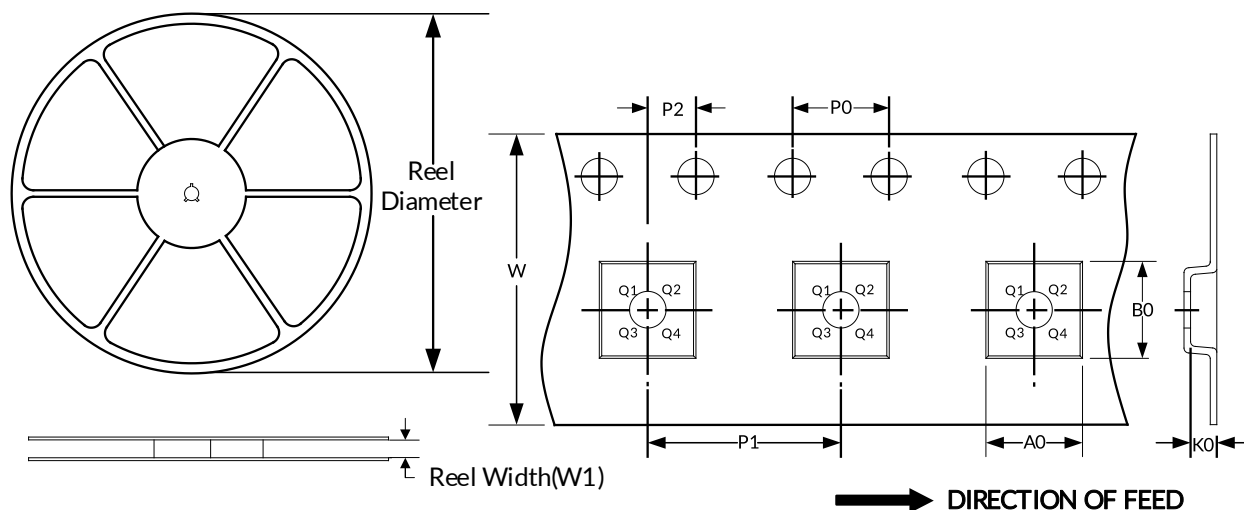 Reel
Diameter
P2
P0
W
Q1 Q2
Q3 Q4
Q1 Q2
Q3 Q4
Q1 Q2
Q3 Q4
B0
P1
A0
K0
Reel Width(W1)
DIRECTION OF FEED